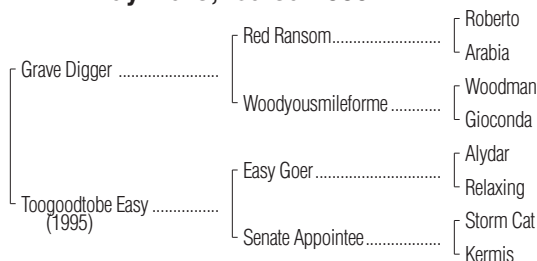 Roberto
Red Ransom
Arabia
Grave Digger
Woodman
Woodyousmileforme
Gioconda
Alydar
Easy Goer
Relaxing
Toogoodtobe Easy
(1995)
Storm Cat
Senate Appointee
Kermis